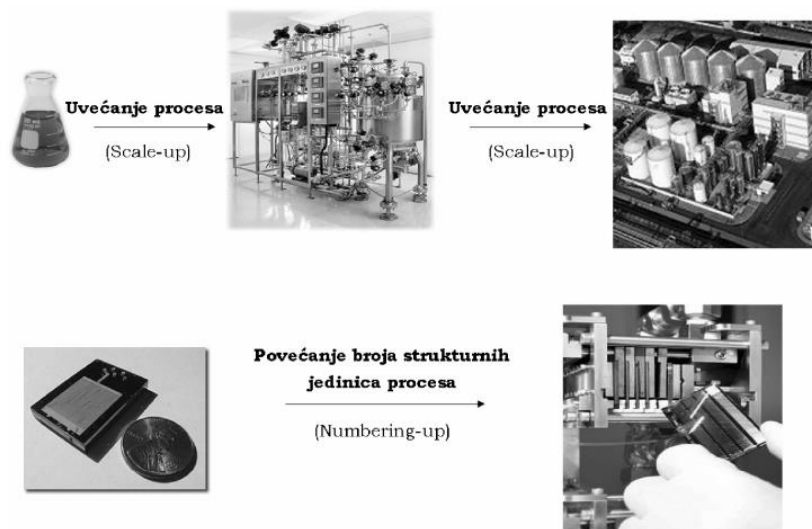 Uvećanje procesa
(Scale-up)
Uvećanje procesa
(Scale-up)
Povećanje broja strukturnih
jedinica procesa
(Numbering-up)